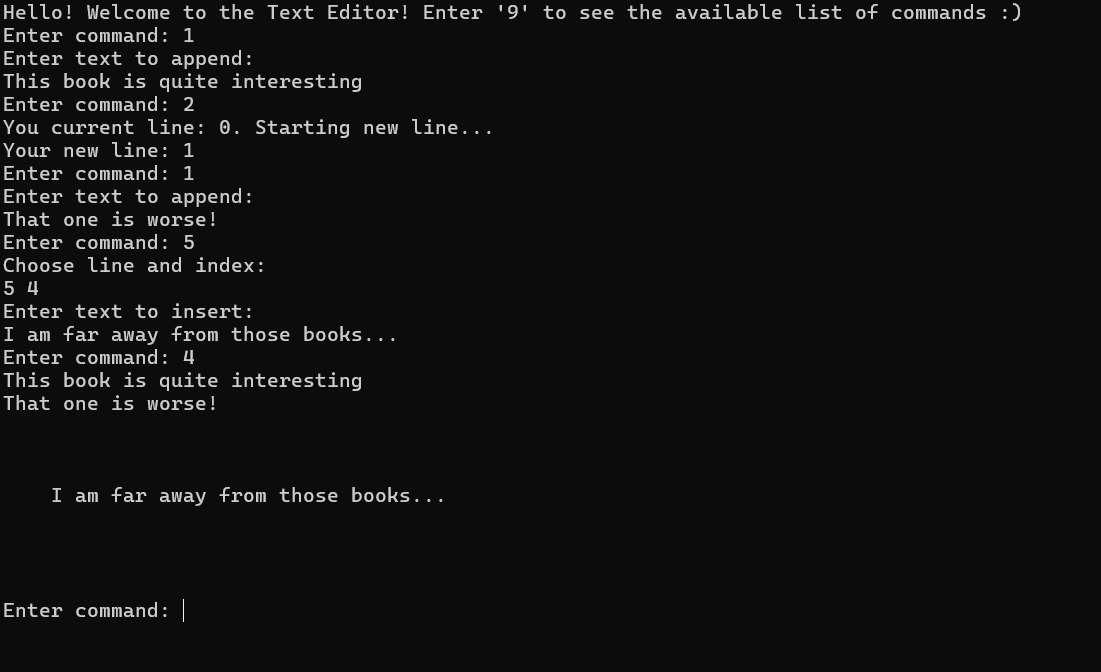 Hello! Welcome to the Text Editor! Enter '9' to see the available list of commands :)
Enter command: 1
Enter text to append:
This book is quite interesting
Enter command: 2
You current line: 0. Starting new line...
Your new line: 1
Enter command: 1
Enter text to append:
That one is worse!
Enter command: 5
Choose line and index:
5 4
Enter text to insert:
I am far away from those books...
Enter command: 4
This book is quite interesting
That one is worse!
I am far away from those books...
Enter command: